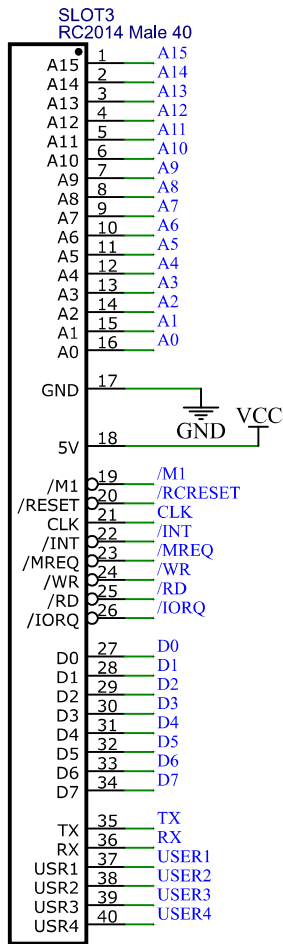 SLOT3
RC2014 Male 40
A15 1 A15
A14 2 A14
A13 3 A13
A12 4 A12
A11 5 A11
A10 6 A10
A9 7 A9
A8 8 A8
A7 9 A7
A6 10 A6
A5 11 A5
A4 12 A4
A3 13 A3
A2 14 A2
A1 15 A1
A0 16 A0
GND 17
GND
VCC
5V 18
/M1 19 /M1
/RESET 20 /RCRESET
CLK 21 CLK
/INT 22 /INT
/MREQ 23 /MREQ
/WR 24 /WR
/RD 25 /RD
/IORQ 26 /IORQ
D0 27 D0
D1 28 D1
D2 29 D2
D3 30 D3
D4 31 D4
D5 32 D5
D6 33 D6
D7 34 D7
TX 35 TX
RX 36 RX
USR1 37 USER1
USR2 38 USER2
USR3 39 USER3
USR4 40 USER4